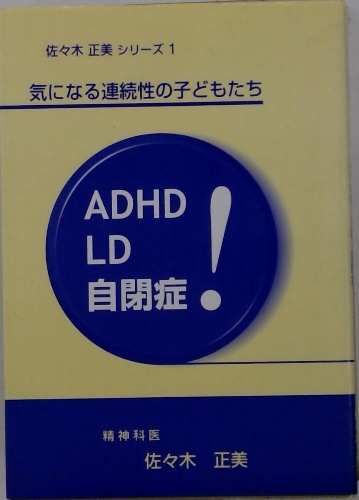 佐々木 正美 シリーズ 1
気になる連続性の子どもたち
ADHD
LD
自閉症
!
精神科医
佐々木 正美